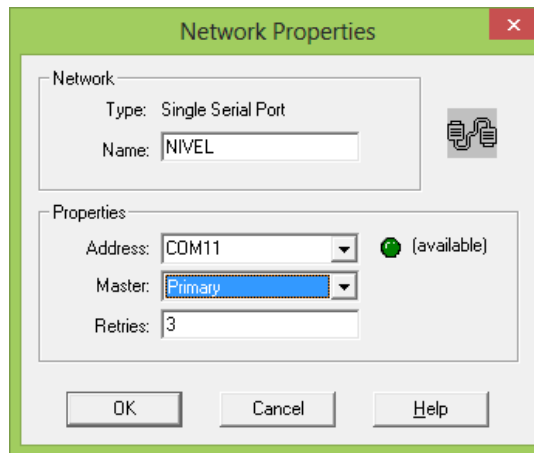 Network Properties
Network
Type: Single Serial Port
Name: NIVEL
Properties
Address: COM11 (available)
Master: Primary
Retries: 3
OK Cancel Help